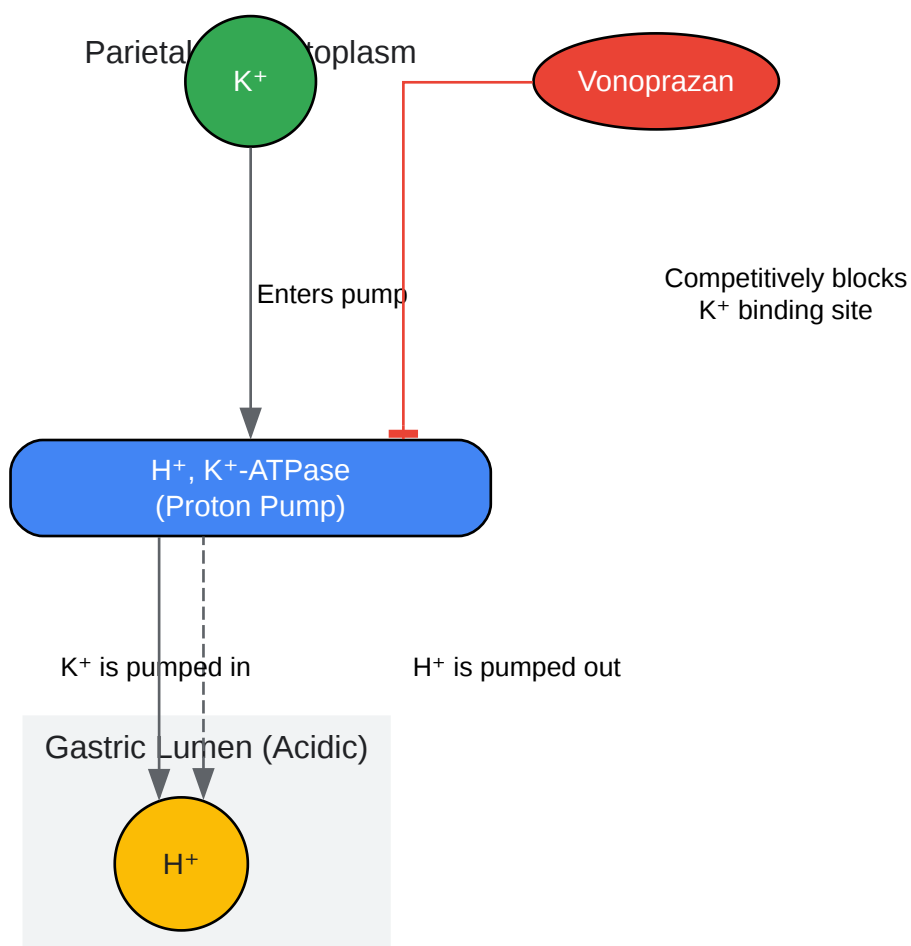 Parietal toplasm
K⁺
Vonoprazan
Enters pump
Competitively blocks
K⁺ binding site
H⁺, K⁺-ATPase
(Proton Pump)
K⁺ is pumped in
H⁺ is pumped out
Gastric Lumen (Acidic)
H⁺